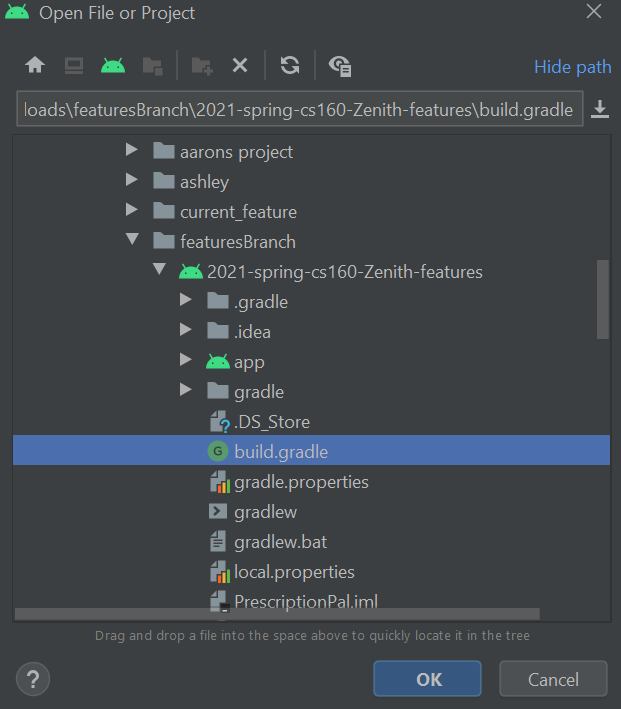 Open File or Project
Hide path
loads\featuresBranch\2021-spring-cs160-Zenith-features\build.gradle
aarons project
ashley
current_feature
featuresBranch
2021-spring-cs160-Zenith-features
.gradle
.idea
app
gradle
.DS_Store
G build.gradle
gradle.properties
gradlew
gradlew.bat
local.properties
PrescriptionPal.iml
Drag and drop a file into the space above to quickly locate it in the tree
? OK Cancel